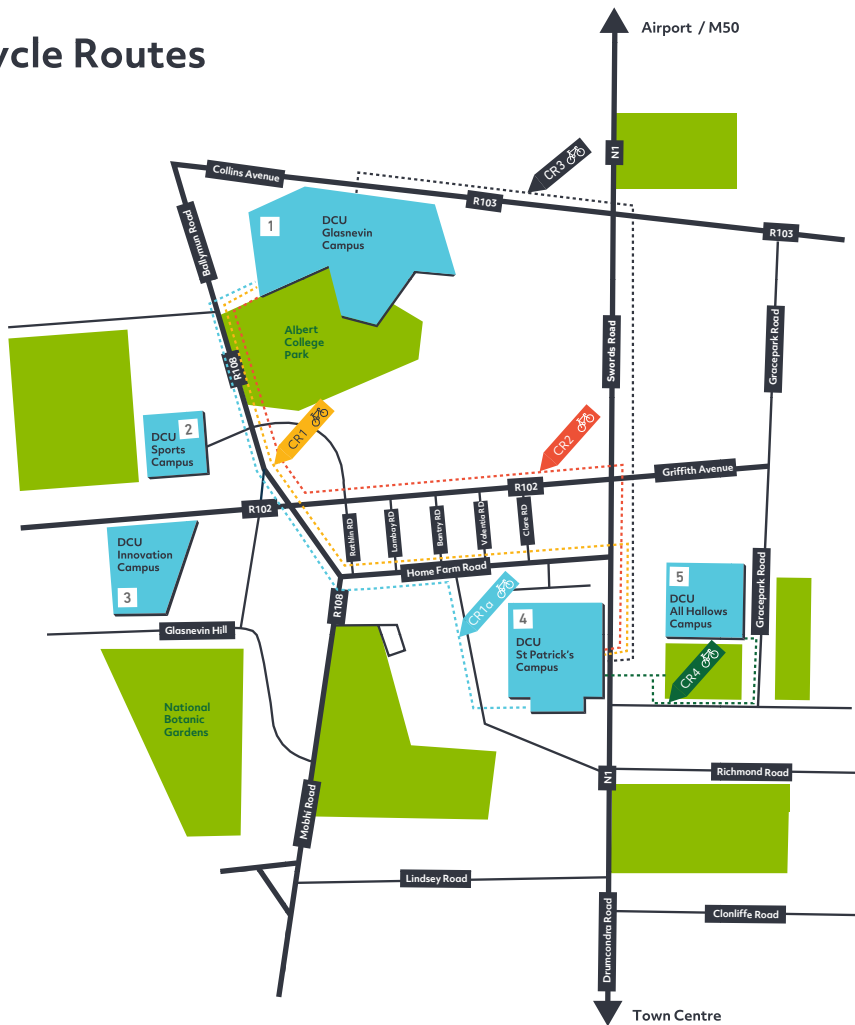 ycle Routes
Airport / M50
N1
CR3
Collins Avenue
R103
R103
1
DCU
Glasnevin
Campus
Ballymun Road
Albert
College
Park
Swords Road
Gracepark Road
R108
2
DCU
Sports
Campus
CR1
CR2
Griffith Avenue
R102
R102
Rathlin RD
Lambay RD
Bantry RD
Valentia RD
Clare RD
DCU
Innovation
Campus
3
Home Farm Road
R108
CR1a
4
DCU
St Patrick's
Campus
5
DCU
All Hallows
Campus
Gracepark Road
CR4
Glasnevin Hill
National
Botanic
Gardens
N1
Richmond Road
Mobhi Road
Lindsey Road
Drumcondra Road
Clonliffe Road
Town Centre